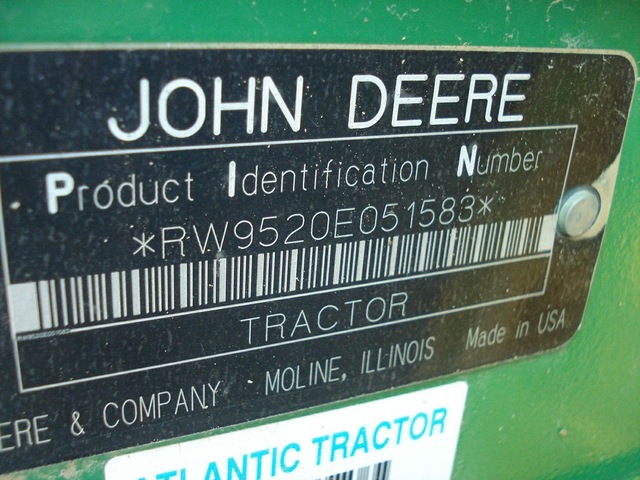 JOHN DEERE
Product Identification Number
*RW9520E051583*
TRACTOR
ERE & COMPANY MOLINE, ILLINOIS Made in USA
ATLANTIC TRACTOR